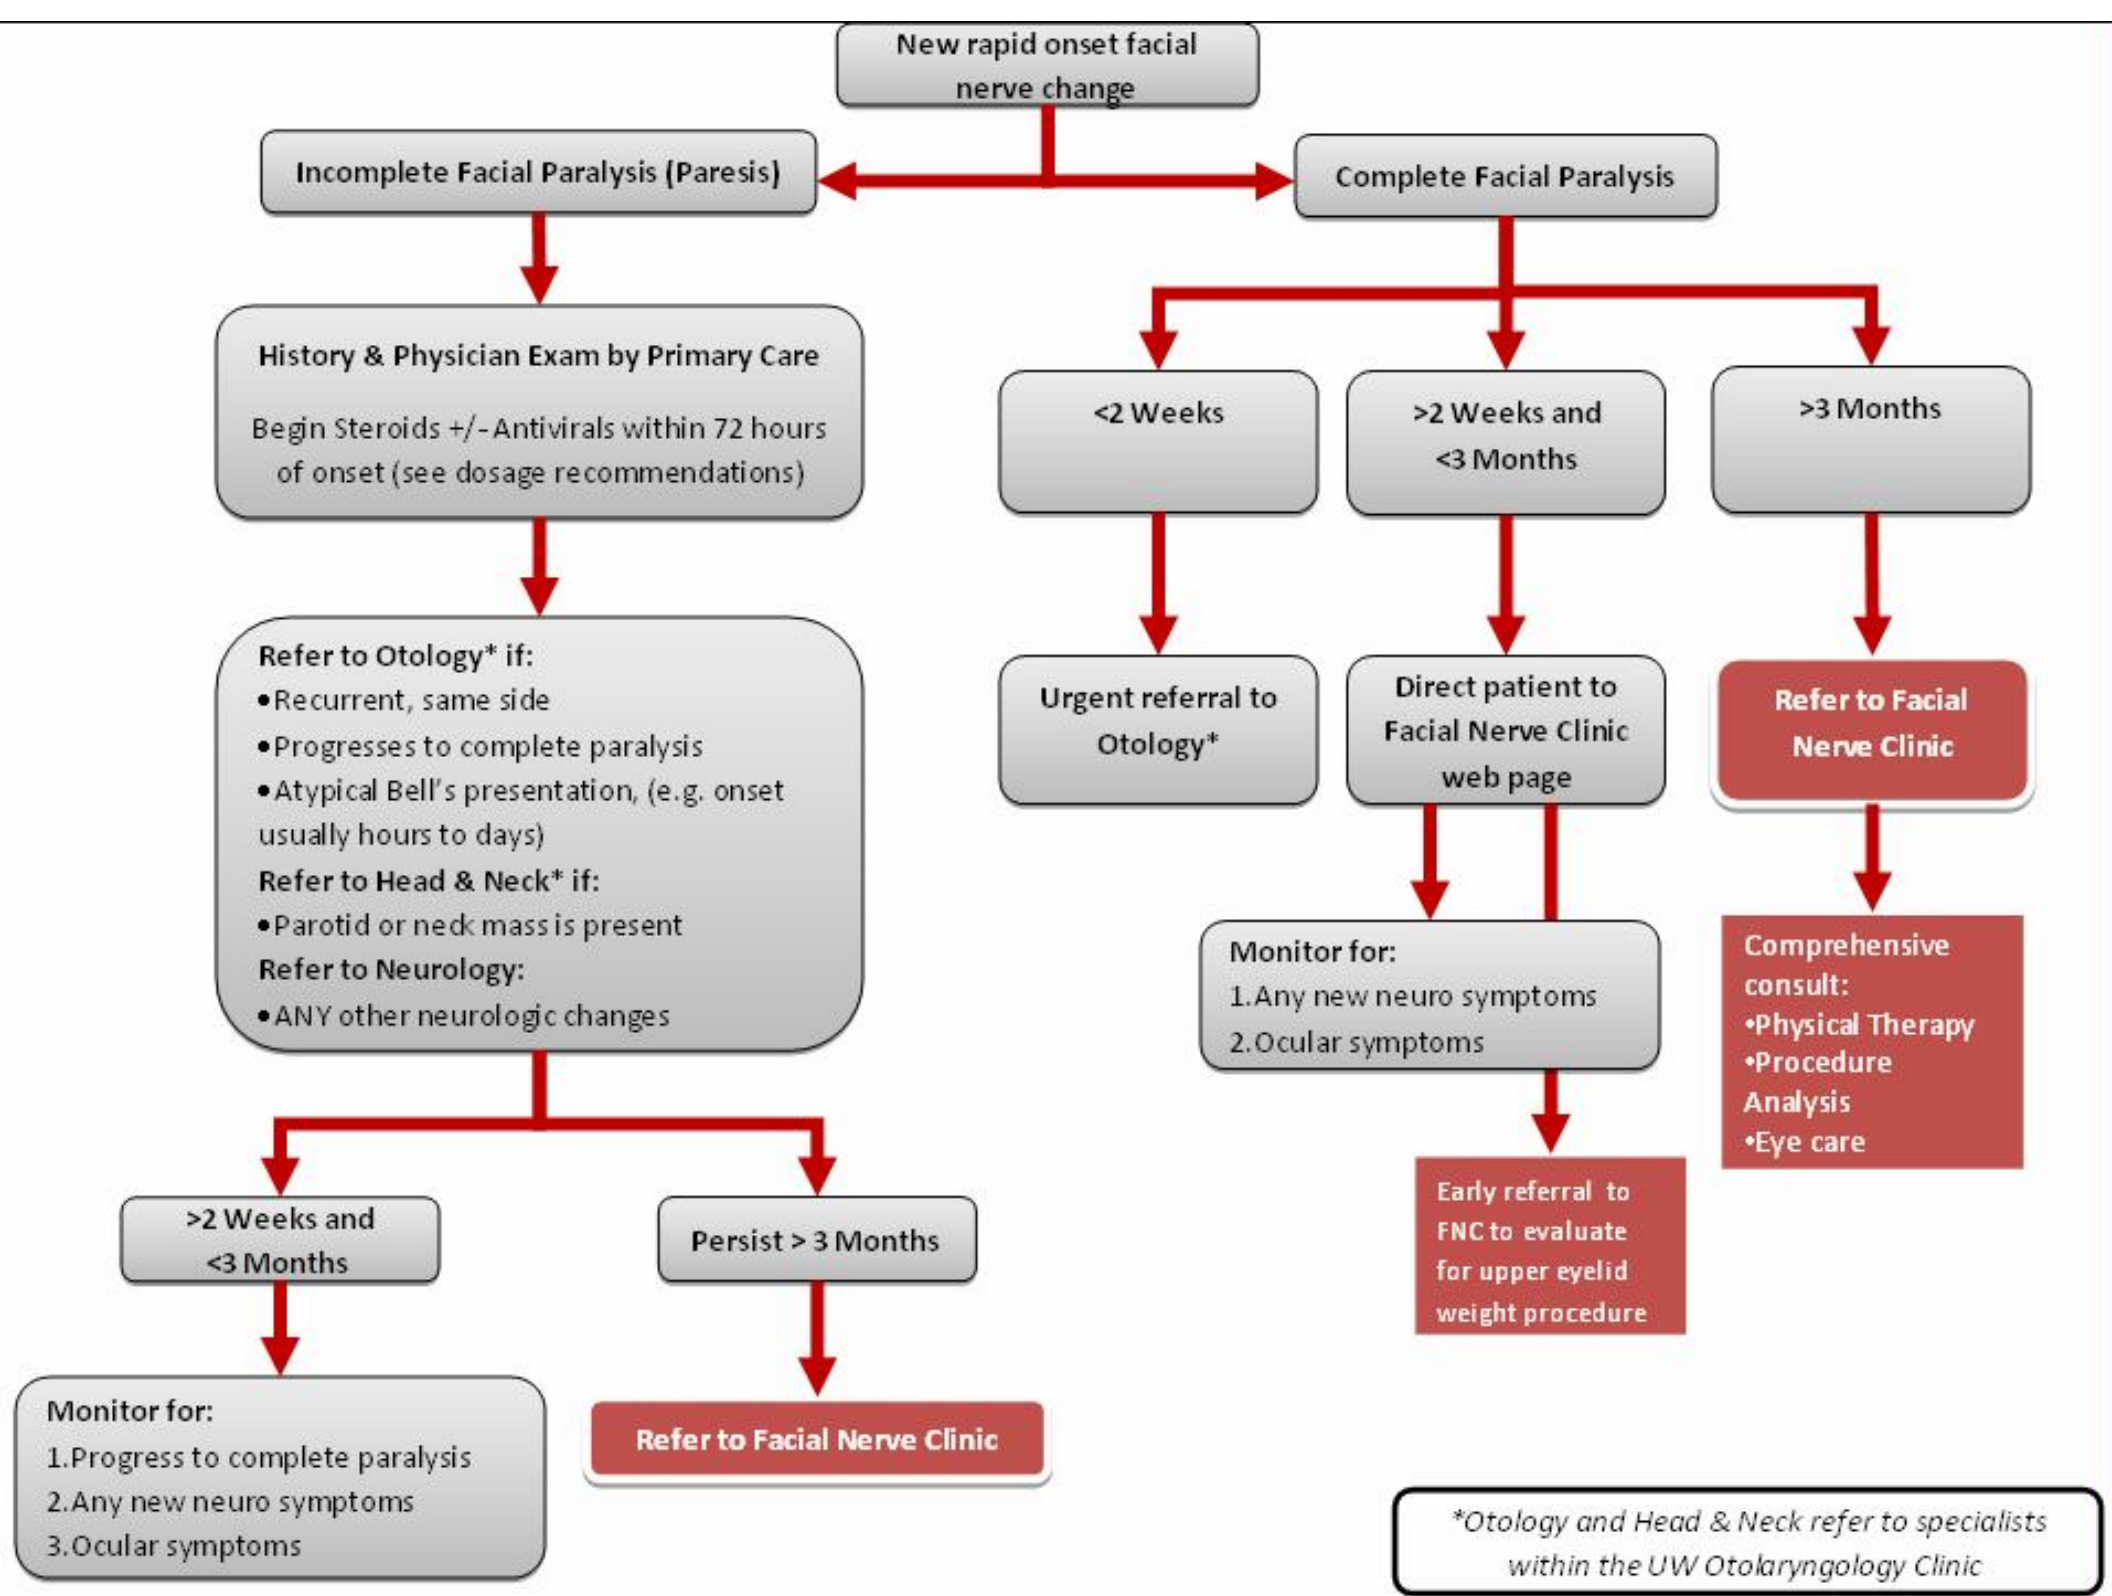 New rapid onset facial
nerve change
Incomplete Facial Paralysis (Paresis)
Complete Facial Paralysis
History & Physician Exam by Primary Care
Begin Steroids +/-Antivirals within 72 hours
of onset (see dosage recommendations)
<2 Weeks
>2 Weeks and
<3 Months
>3 Months
Refer to Otology* if:
•Recurrent, same side
•Progresses to complete paralysis
•Atypical Bell's presentation, (e.g. onset
usually hours to days)
Refer to Head & Neck* if:
•Parotid or neck mass is present
Refer to Neurology:
•ANY other neurologic changes
Urgent referral to
Otology*
Direct patient to
Facial Nerve Clinic
web page
Refer to Facial
Nerve Clinic
Monitor for:
1.Any new neuro symptoms
2.Ocular symptoms
Comprehensive
consult:
•Physical Therapy
•Procedure
Analysis
•Eye care
Early referral to
FNC to evaluate
for upper eyelid
weight procedure
>2 Weeks and
<3 Months
Persist > 3 Months
Monitor for:
1.Progress to complete paralysis
2.Any new neuro symptoms
3.Ocular symptoms
Refer to Facial Nerve Clinic
*Otology and Head & Neck refer to specialists
within the UW Otolaryngology Clinic